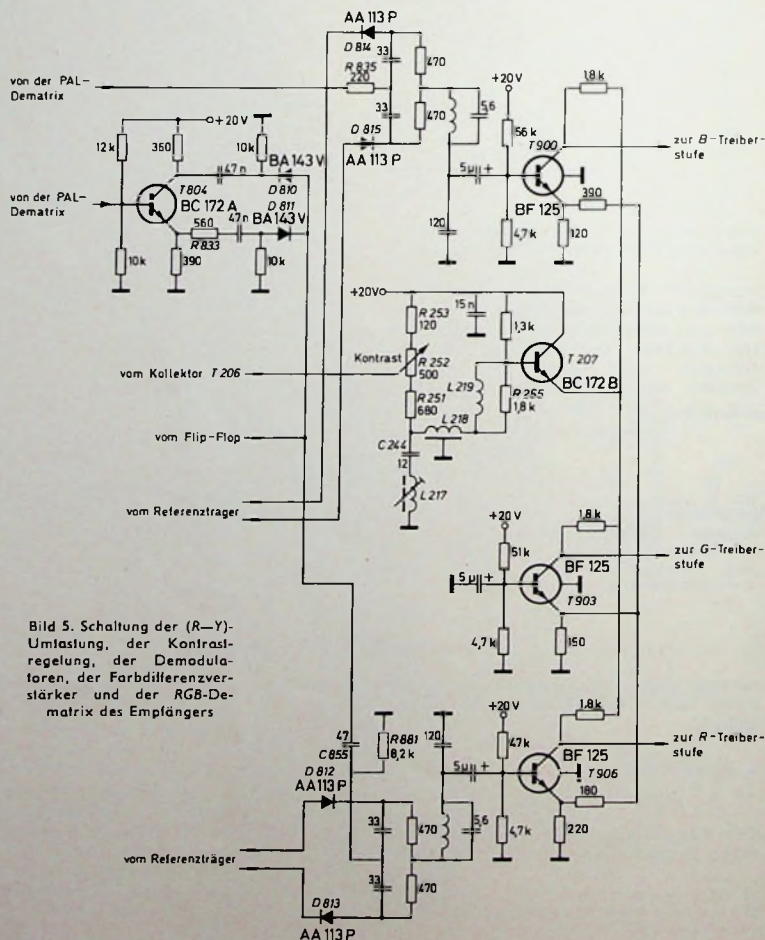 AA 113 P
D 814
33
470
von der PAL-
Dematrix
R 835
220
+20 V
1,8 k
12 k
+20 V
360
10 k
33
470
5,6
56 k
T 900
zur B-Treiber-
stufe
D 815
AA 113 P
47 n
BA 143 V
5µ +
von der PAL-
Dematrix
T 804
D 810
D 811
BC 172 A
47 n
BA 143 V
BF 125
390
560
R 833
10 k
390
10 k
120
4,7 k
120
+20 V
R 253
120
15 n
1,3 k
Kontrast
T 207
vom Kollektor T 206
R 252
500
BC 172 B
L 219
R 251
680
R 255
1,8 k
L 218
vom Flip-Flop
C 244
12
L 217
vom Referenzträger
+20 V
1,8 k
51 k
zur G-Treiber-
stufe
5µ +
BF 125
T 903
4,7 k
150
Bild 5. Schaltung der (R—Y)-
Umtastung, der Kontrast-
regelung, der Demodula-
toren, der Farbdifferenzver-
stärker und der RGB-De-
matrix des Empfängers
+20 V
1,8 k
47
C 855
R 881
8,2 k
120
47 k
zur R-Treiber-
stufe
D 812
AA 113 P
5µ +
BF 125
T 906
180
33
470
5,6
4,7 k
220
vom Referenzträger
33
470
D 813
AA 113 P